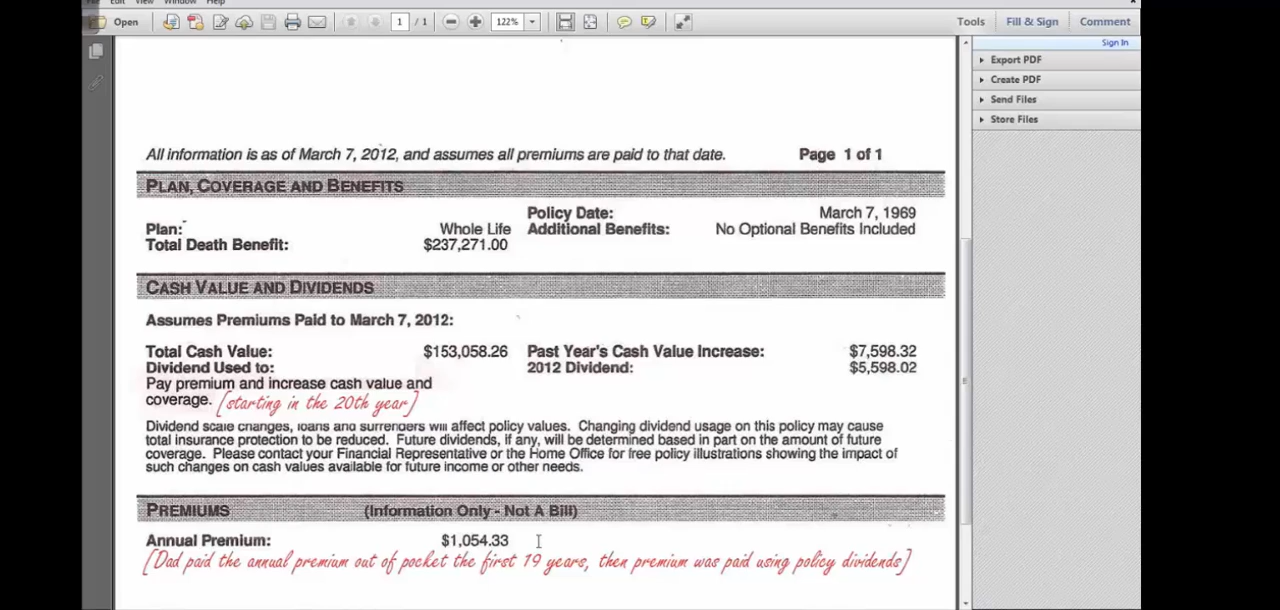 File Edit View Window Help
Open 1 / 1 122% Tools Fill & Sign Comment
Sign In
Export PDF
Create PDF
Send Files
Store Files
All information is as of March 7, 2012, and assumes all premiums are paid to that date. Page 1 of 1
PLAN, COVERAGE AND BENEFITS
Policy Date: March 7, 1969
Plan: Whole Life Additional Benefits: No Optional Benefits Included
Total Death Benefit: $237,271.00
CASH VALUE AND DIVIDENDS
Assumes Premiums Paid to March 7, 2012:
Total Cash Value: $153,058.26 Past Year's Cash Value Increase: $7,598.32
Dividend Used to: 2012 Dividend: $5,598.02
Pay premium and increase cash value and
coverage. [starting in the 20th year]
Dividend scale changes, loans and surrenders will affect policy values. Changing dividend usage on this policy may cause
total insurance protection to be reduced. Future dividends, if any, will be determined based in part on the amount of future
coverage. Please contact your Financial Representative or the Home Office for free policy illustrations showing the impact of
such changes on cash values available for future income or other needs.
PREMIUMS (Information Only - Not A Bill)
Annual Premium: $1,054.33
[Dad paid the annual premium out of pocket the first 19 years, then premium was paid using policy dividends]